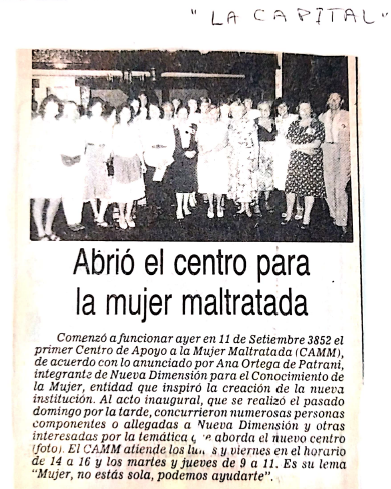 "LA CAPITAL"
Abrió el centro para
la mujer maltratada
Comenzó a funcionar ayer en 11 de Setiembre 3852 el
primer Centro de Apoyo a la Mujer Maltratada (CAMM),
de acuerdo con lo anunciado por Ana Ortega de Patrani,
integrante de Nueva Dimensión para el Conocimiento de
la Mujer, entidad que inspiró la creación de la nueva
institución. Al acto inaugural, que se realizó el pasado
domingo por la tarde, concurrieron numerosas personas
componentes o allegadas a Nueva Dimensión y otras
interesadas por la temática que aborda el nuevo centro
(foto). El CAMM atiende los lunes y viernes en el horario
de 14 a 16 y los martes y jueves de 9 a 11. Es su lema
"Mujer, no estás sola, podemos ayudarte".